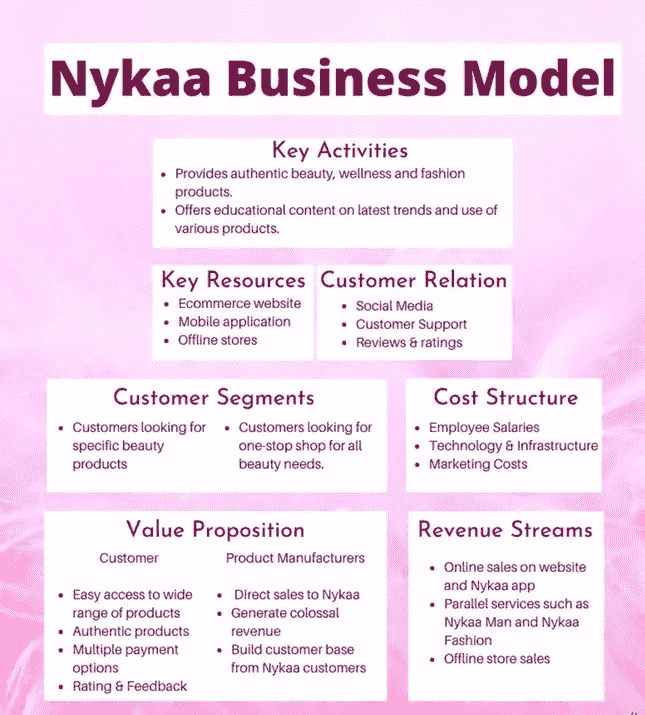 Nykaa Business Model
Key Activities
• Provides authentic beauty, wellness and fashion
products.
• Offers educational content on latest trends and use of
various products.
Key Resources
• Ecommerce website
• Mobile application
• Offline stores
Customer Relation
• Social Media
• Customer Support
• Reviews & ratings
Customer Segments
• Customers looking for
specific beauty
products
• Customers looking for
one-stop shop for all
beauty needs.
Cost Structure
• Employee Salaries
• Technology & Infrastructure
• Marketing Costs
Value Proposition
Customer
• Easy access to wide
range of products
• Authentic products
• Multiple payment
options
• Rating & Feedback
Product Manufacturers
• Direct sales to Nykaa
• Generate colossal
revenue
• Build customer base
from Nykaa customers
Revenue Streams
• Online sales on website
and Nykaa app
• Parallel services such as
Nykaa Man and Nykaa
Fashion
• Offline store sales